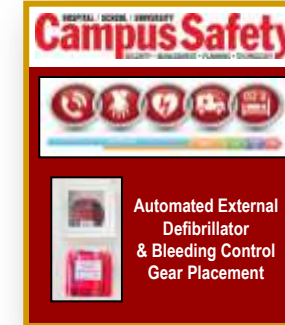 HOSPITAL / SCHOOL / UNIVERSITY
Campus Safety
Automated External
Defibrillator
& Bleeding Control
Gear Placement